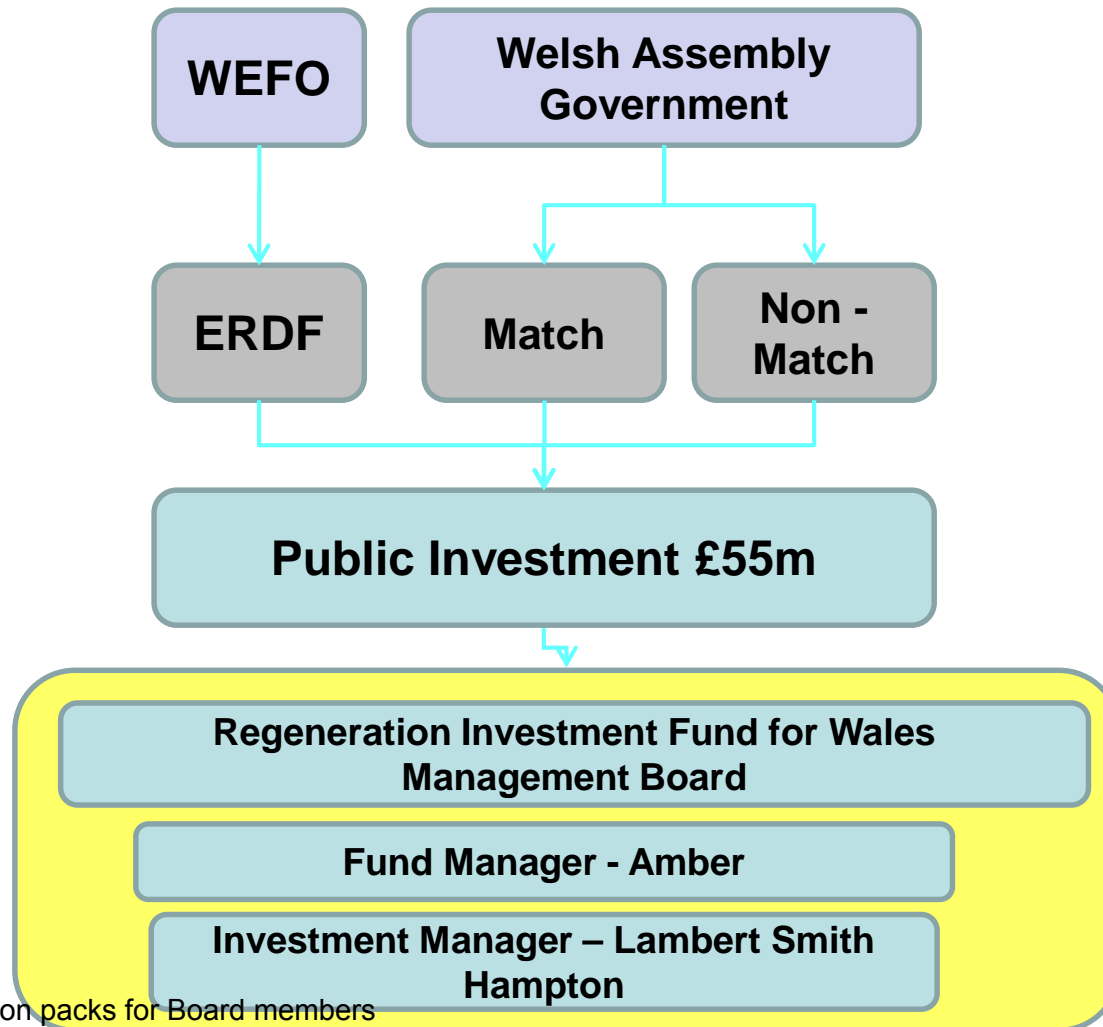 WEFO
Welsh Assembly
Government
ERDF
Match
Non -
Match
Public Investment £55m
Regeneration Investment Fund for Wales
Management Board
Fund Manager - Amber
Investment Manager – Lambert Smith
Hampton
on packs for Board members